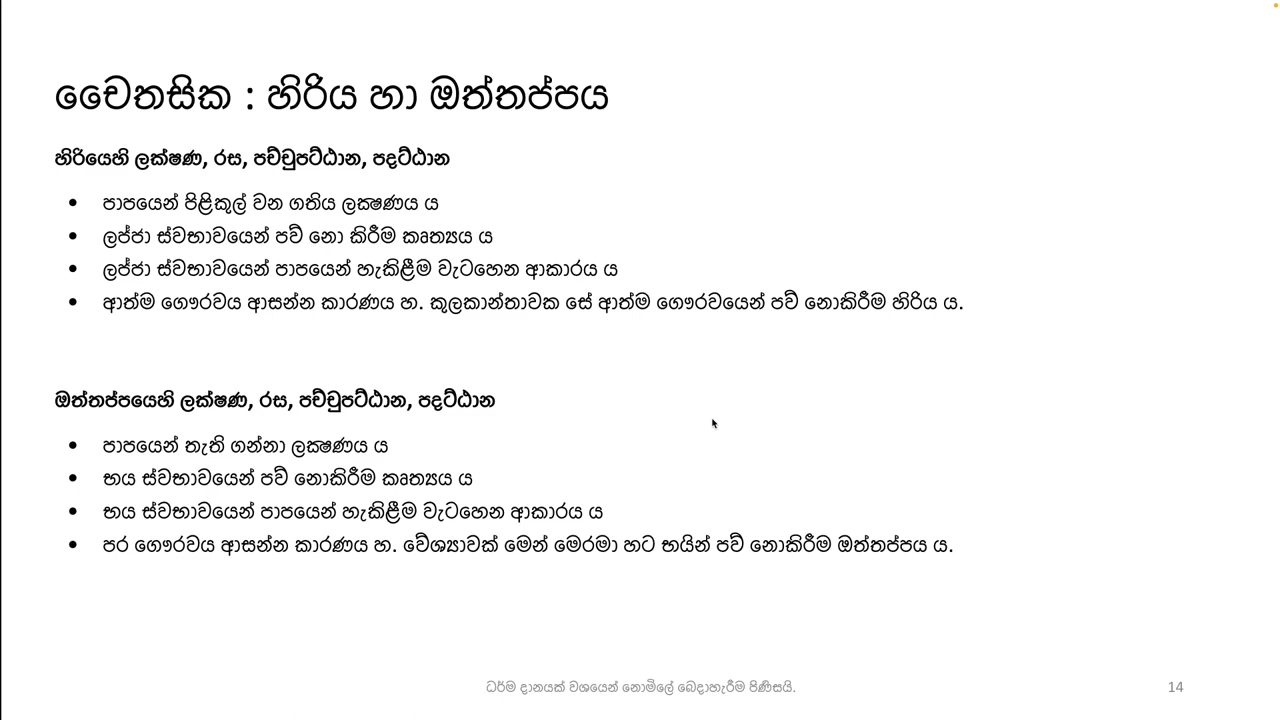 චෛතසික : හිරිය හා ඔත්තප්පය
හිරියෙහි ලක්ෂණ, රස, පච්චුපට්ඨාන, පදට්ඨාන
• පාපයෙන් පිළිකුල් වන ගතිය ලක්‍ෂණය ය
• ලජ්ජා ස්වභාවයෙන් පව් නො කිරීම කෘත්‍යය ය
• ලජ්ජා ස්වභාවයෙන් පාපයෙන් හැකිළීම වැටහෙන ආකාරය ය
• ආත්ම ගෞරවය ආසන්න කාරණය හ. කුලකාන්තාවක සේ ආත්ම ගෞරවයෙන් පව් නොකිරීම හිරිය ය.
ඔත්තප්පයෙහි ලක්ෂණ, රස, පච්චුපට්ඨාන, පදට්ඨාන
• පාපයෙන් තැති ගන්නා ලක්‍ෂණය ය
• භය ස්වභාවයෙන් පව් නොකිරීම කෘත්‍යය ය
• භය ස්වභාවයෙන් පාපයෙන් හැකිළීම වැටහෙන ආකාරය ය
• පර ගෞරවය ආසන්න කාරණය හ. වේශ්‍යාවක් මෙන් මෙරමා හට භයින් පව් නොකිරීම ඔත්තප්පය ය.
ධර්ම දානයක් වශයෙන් නොමිලේ බෙදාහැරීම පිණිසයි. 14